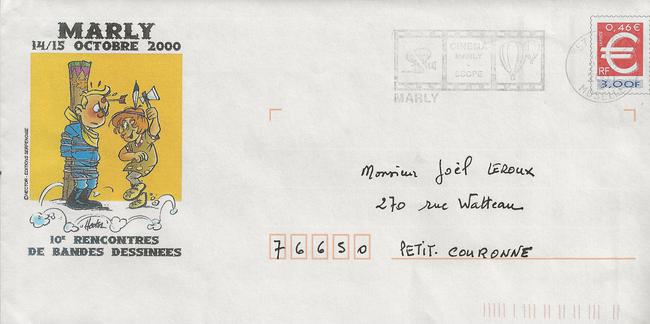 MARLY
14/15 OCTOBRE 2000
Hector
10e RENCONTRES
DE BANDES DESSINEES
CINEMA
MARLY
SCOPE
MARLY
0,46 €
€
RF
3,00F
Monsieur Joël LEROUX
270 rue Watteau
76650 PETIT-COURONNE